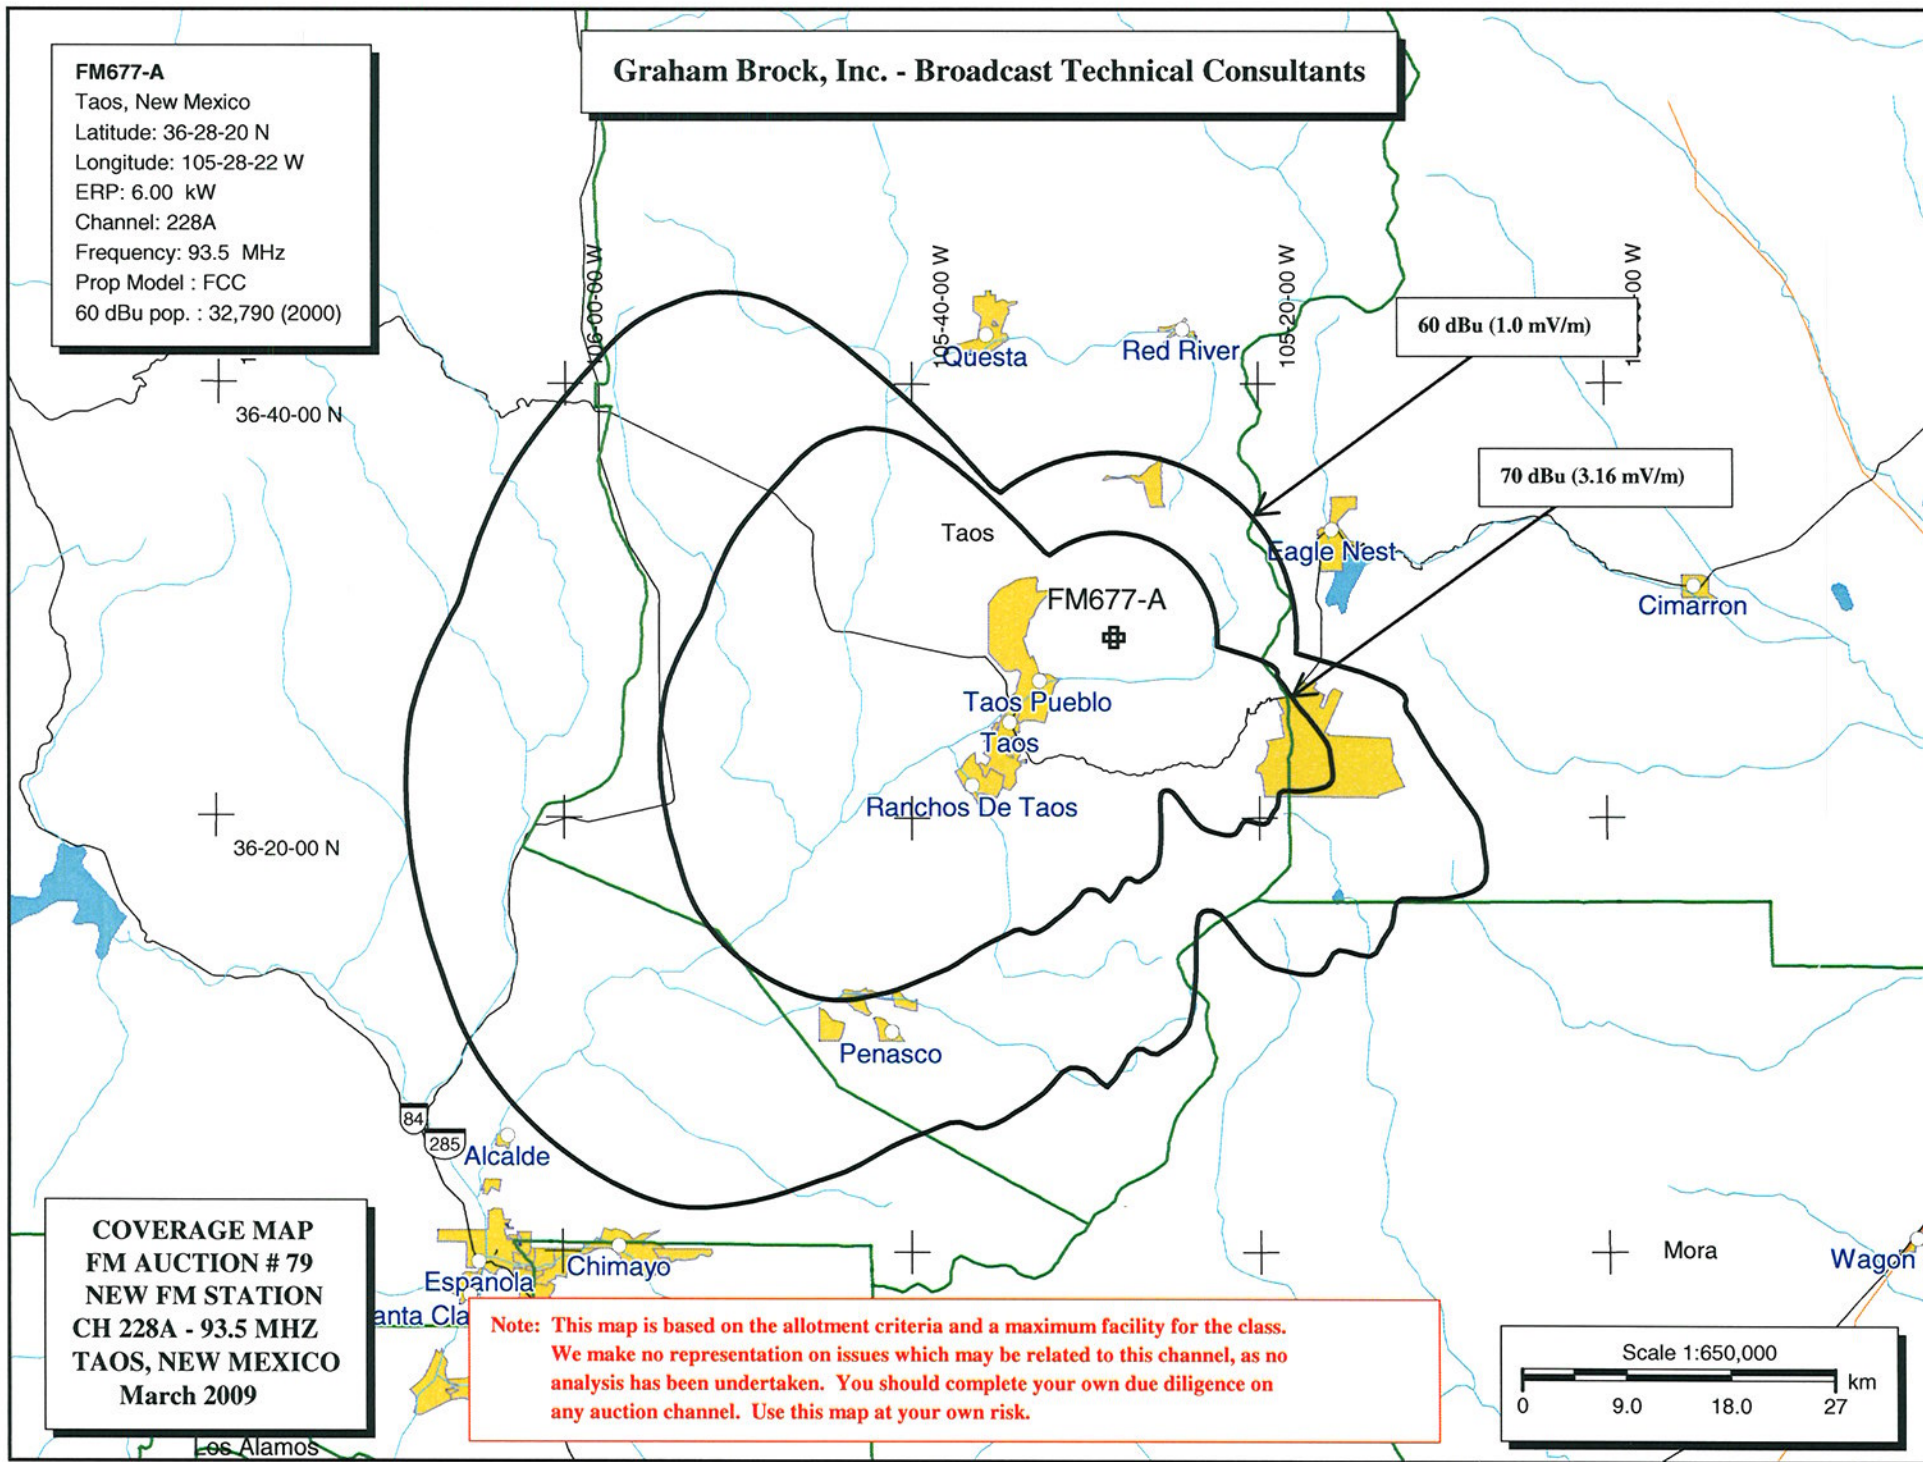 FM677-A
Taos, New Mexico
Latitude: 36-28-20 N
Longitude: 105-28-22 W
ERP: 6.00 kW
Channel: 228A
Frequency: 93.5 MHz
Prop Model : FCC
60 dBu pop. : 32,790 (2000)
Graham Brock, Inc. - Broadcast Technical Consultants
106-00-00 W
105-40-00 W
105-20-00 W
60 dBu (1.0 mV/m)
Questa
Red River
36-40-00 N
70 dBu (3.16 mV/m)
Taos
Eagle Nest
FM677-A
Cimarron
Taos Pueblo
Taos
Ranchos De Taos
36-20-00 N
Penasco
84
285
Alcalde
COVERAGE MAP
FM AUCTION # 79
NEW FM STATION
CH 228A - 93.5 MHZ
TAOS, NEW MEXICO
March 2009
Espanola
Chimayo
anta Cla
Mora
Wagon
Note: This map is based on the allotment criteria and a maximum facility for the class.
We make no representation on issues which may be related to this channel, as no
analysis has been undertaken. You should complete your own due diligence on
any auction channel. Use this map at your own risk.
Scale 1:650,000
km
0 9.0 18.0 27
Los Alamos